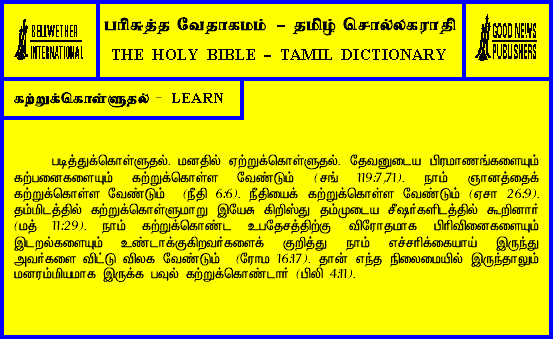 BELLWETHER
INTERNATIONAL
பரிசுத்த வேதாகமம் - தமிழ் சொல்லகராதி
THE HOLY BIBLE - TAMIL DICTIONARY
GOOD NEWS
PUBLISHERS
கற்றுக்கொள்ளுதல் - LEARN
படித்துக்கொள்ளுதல். மனதில் ஏற்றுக்கொள்ளுதல். தேவனுடைய பிரமாணங்களையும்
கற்பனைகளையும் கற்றுக்கொள்ள வேண்டும் (சங் 119:7,71). நாம் ஞானத்தைக்
கற்றுக்கொள்ள வேண்டும் (நீதி 6:6). நீதியைக் கற்றுக்கொள்ள வேண்டும் (ஏசா 26:9).
தம்மிடத்தில் கற்றுக்கொள்ளுமாறு இயேசு கிறிஸ்து தம்முடைய சீஷர்களிடத்தில் கூறினார்
(மத் 11:29). நாம் கற்றுக்கொண்ட உபதேசத்திற்கு விரோதமாக பிரிவினைகளையும்
இடறல்களையும் உண்டாக்குகிறவர்களைக் குறித்து நாம் எச்சரிக்கையாய் இருந்து
அவர்களை விட்டு விலக வேண்டும் (ரோம 16:17). தான் எந்த நிலைமையில் இருந்தாலும்
மனரம்மியமாக இருக்க பவுல் கற்றுக்கொண்டார் (பிலி 4:11).